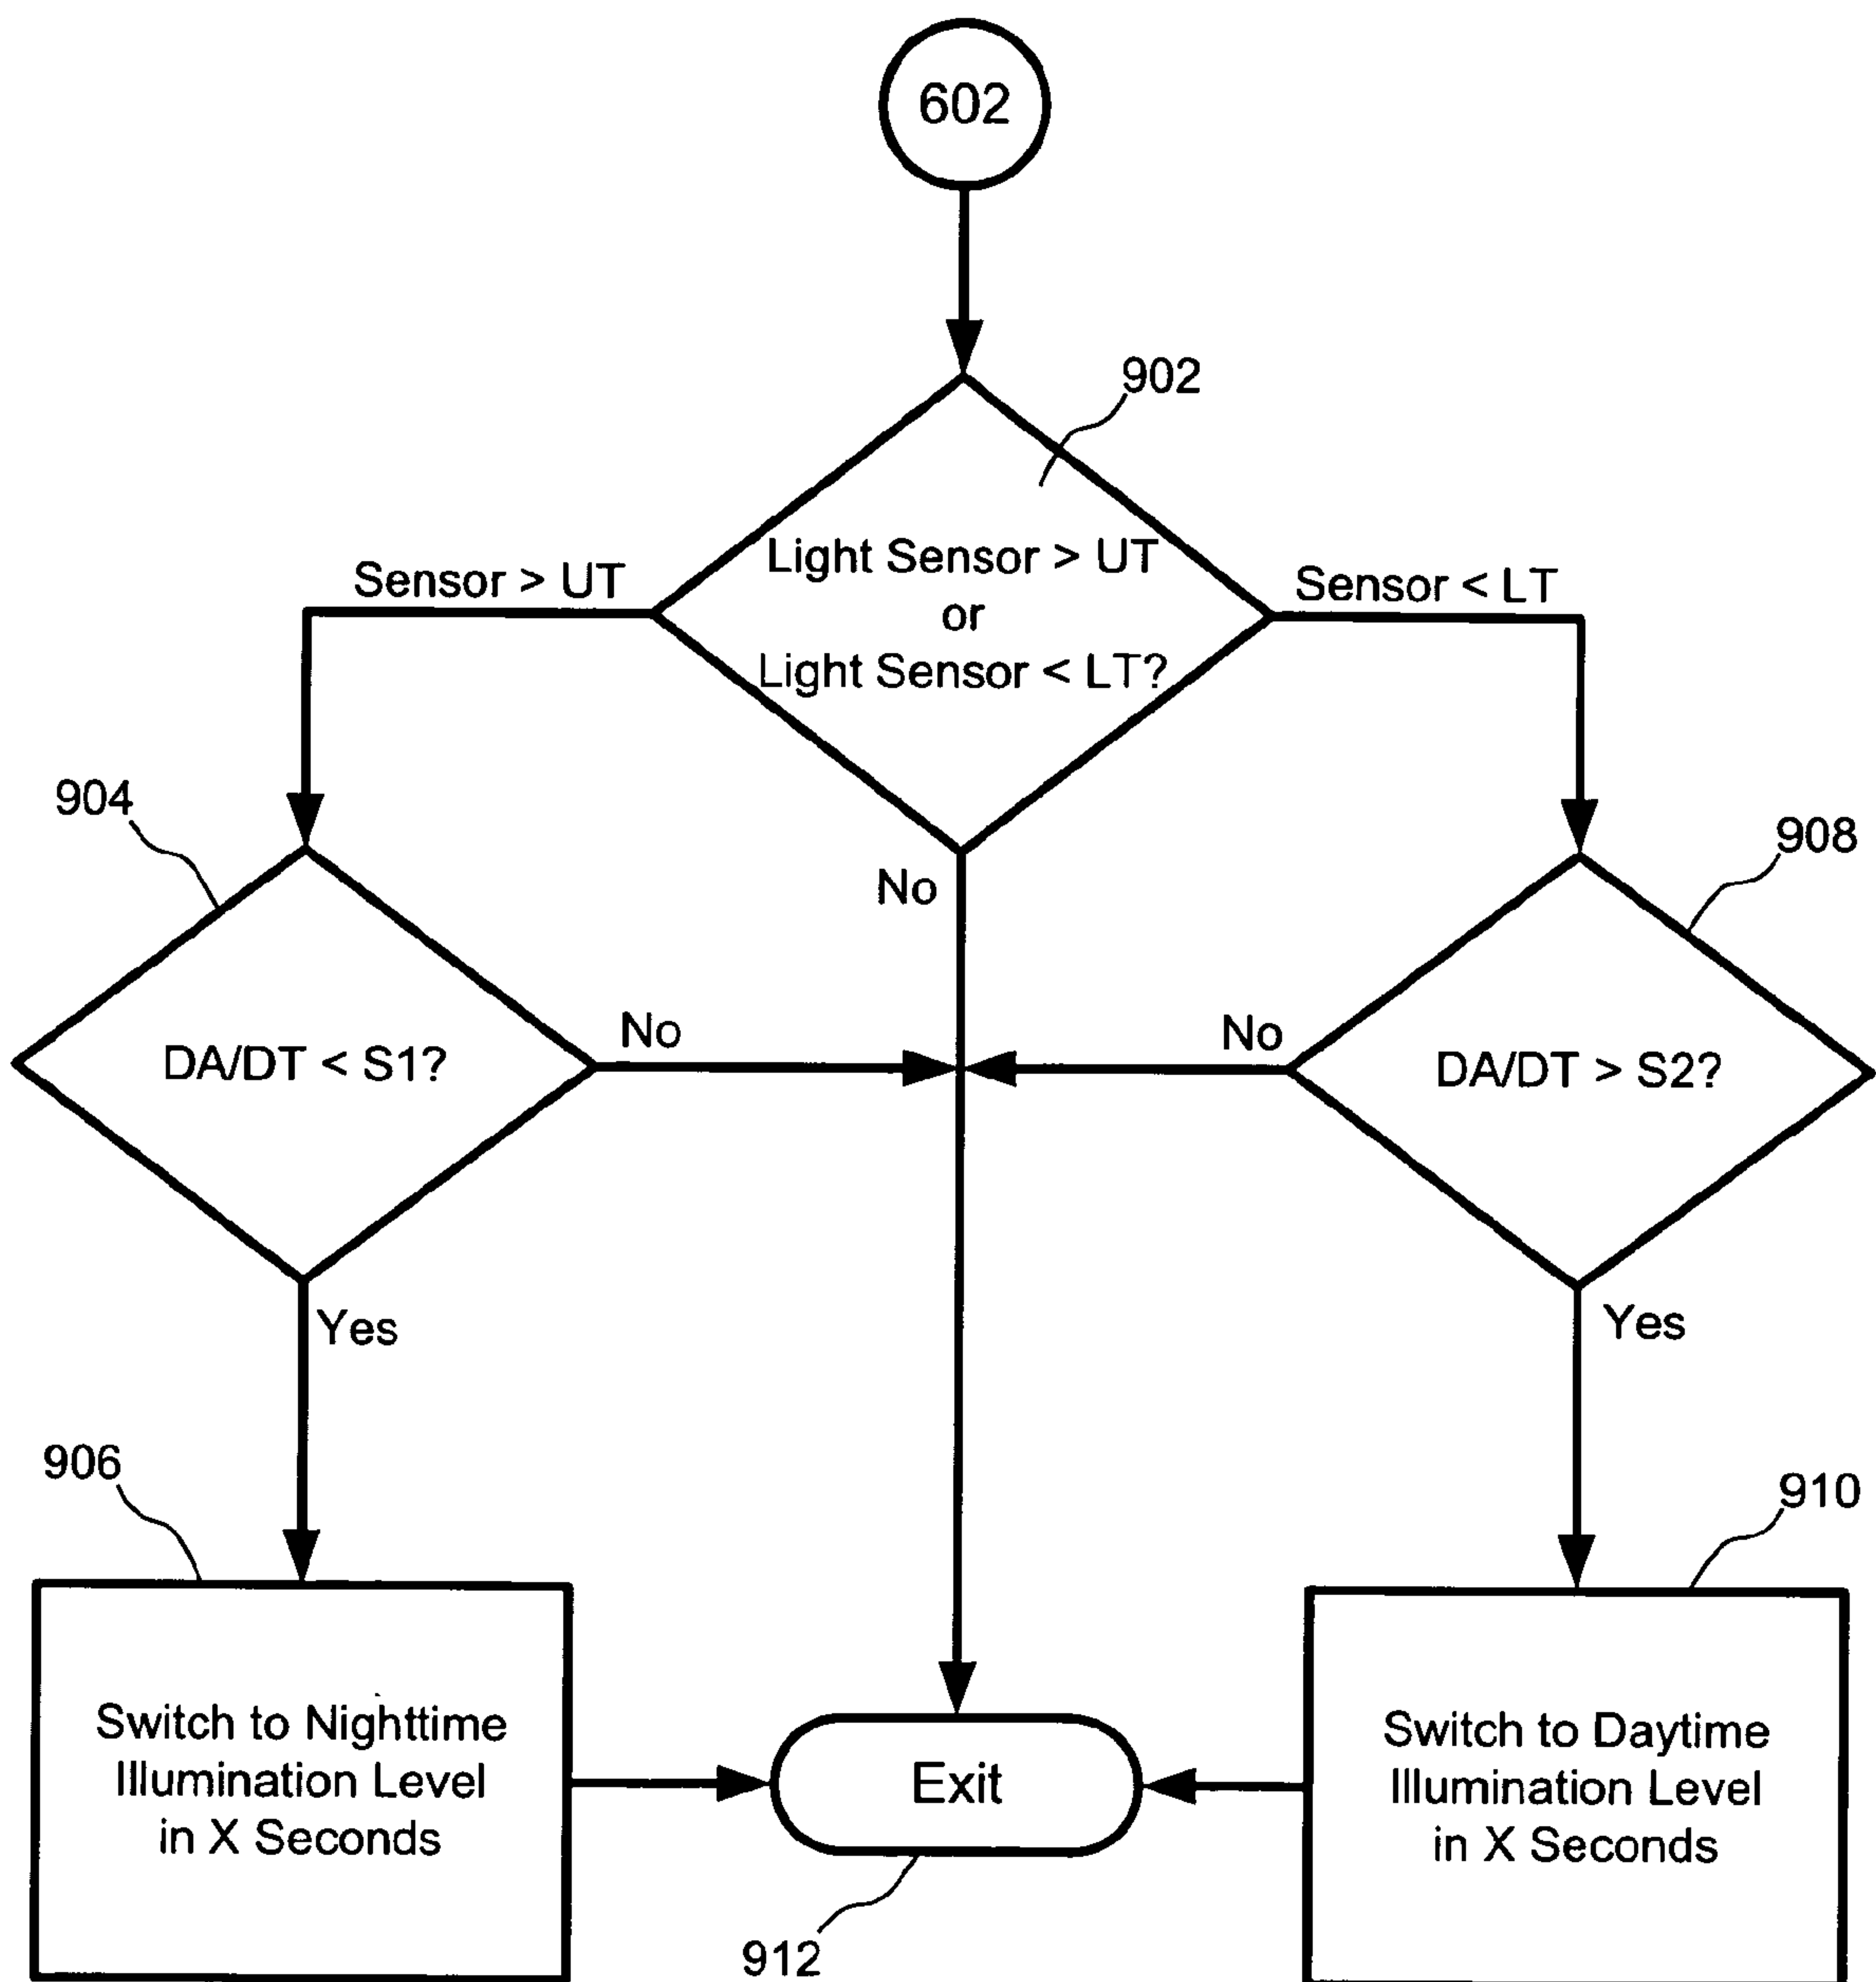 602
902
Light Sensor > UT
or
Light Sensor < LT?
Sensor > UT
Sensor < LT
904
908
No
DA/DT < S1?
No
No
DA/DT > S2?
Yes
Yes
906
910
Switch to Nighttime
Illumination Level
in X Seconds
Exit
Switch to Daytime
Illumination Level
in X Seconds
912